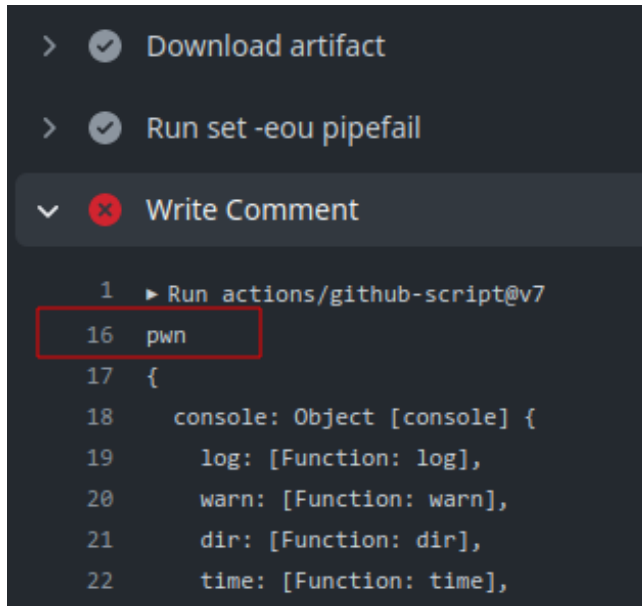 Download artifact
Run set -eou pipefail
Write Comment
1 ▸ Run actions/github-script@v7
16 pwn
17 {
18 console: Object [console] {
19 log: [Function: log],
20 warn: [Function: warn],
21 dir: [Function: dir],
22 time: [Function: time],